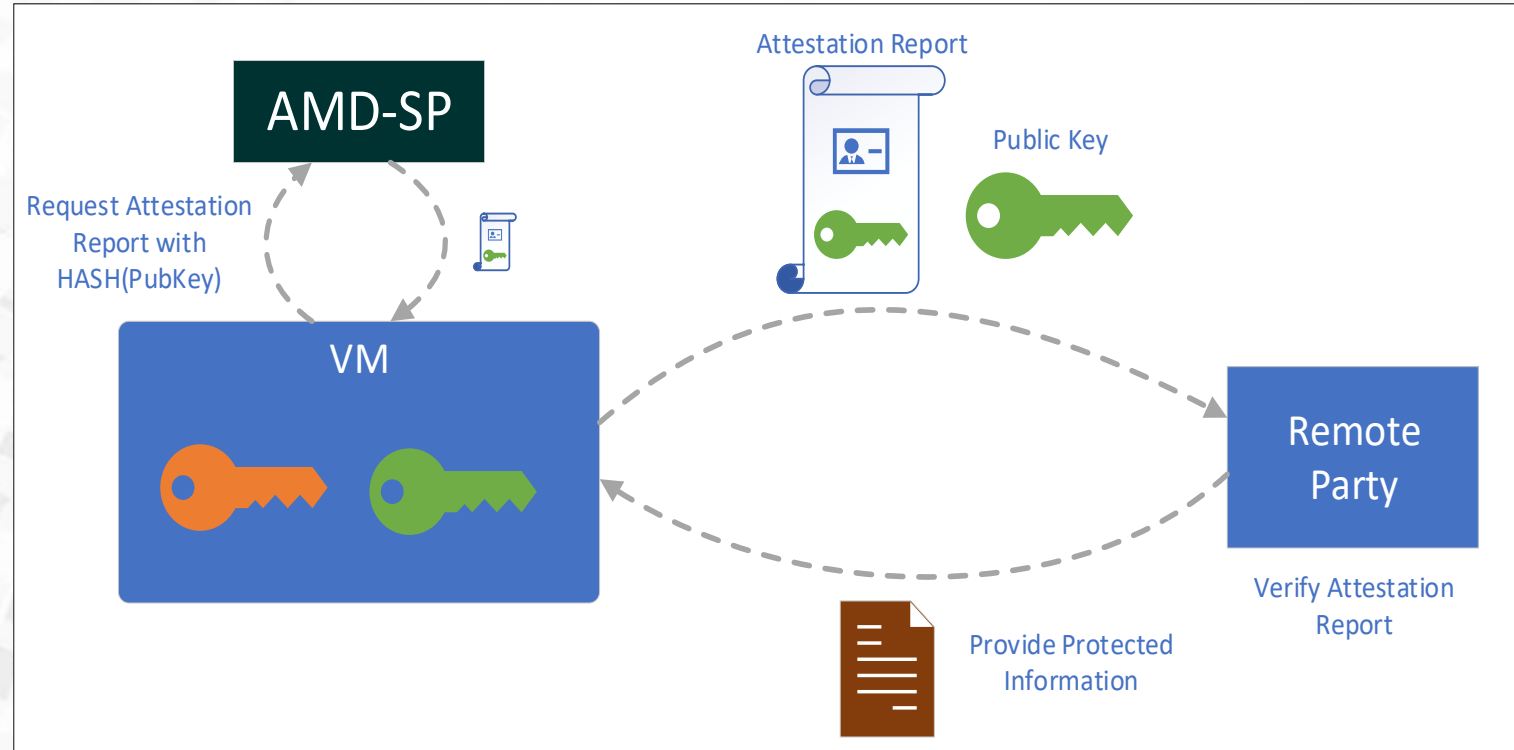 Attestation Report
AMD-SP
Public Key
Request Attestation
Report with
HASH(PubKey)
VM
Remote
Party
Verify Attestation
Report
Provide Protected
Information